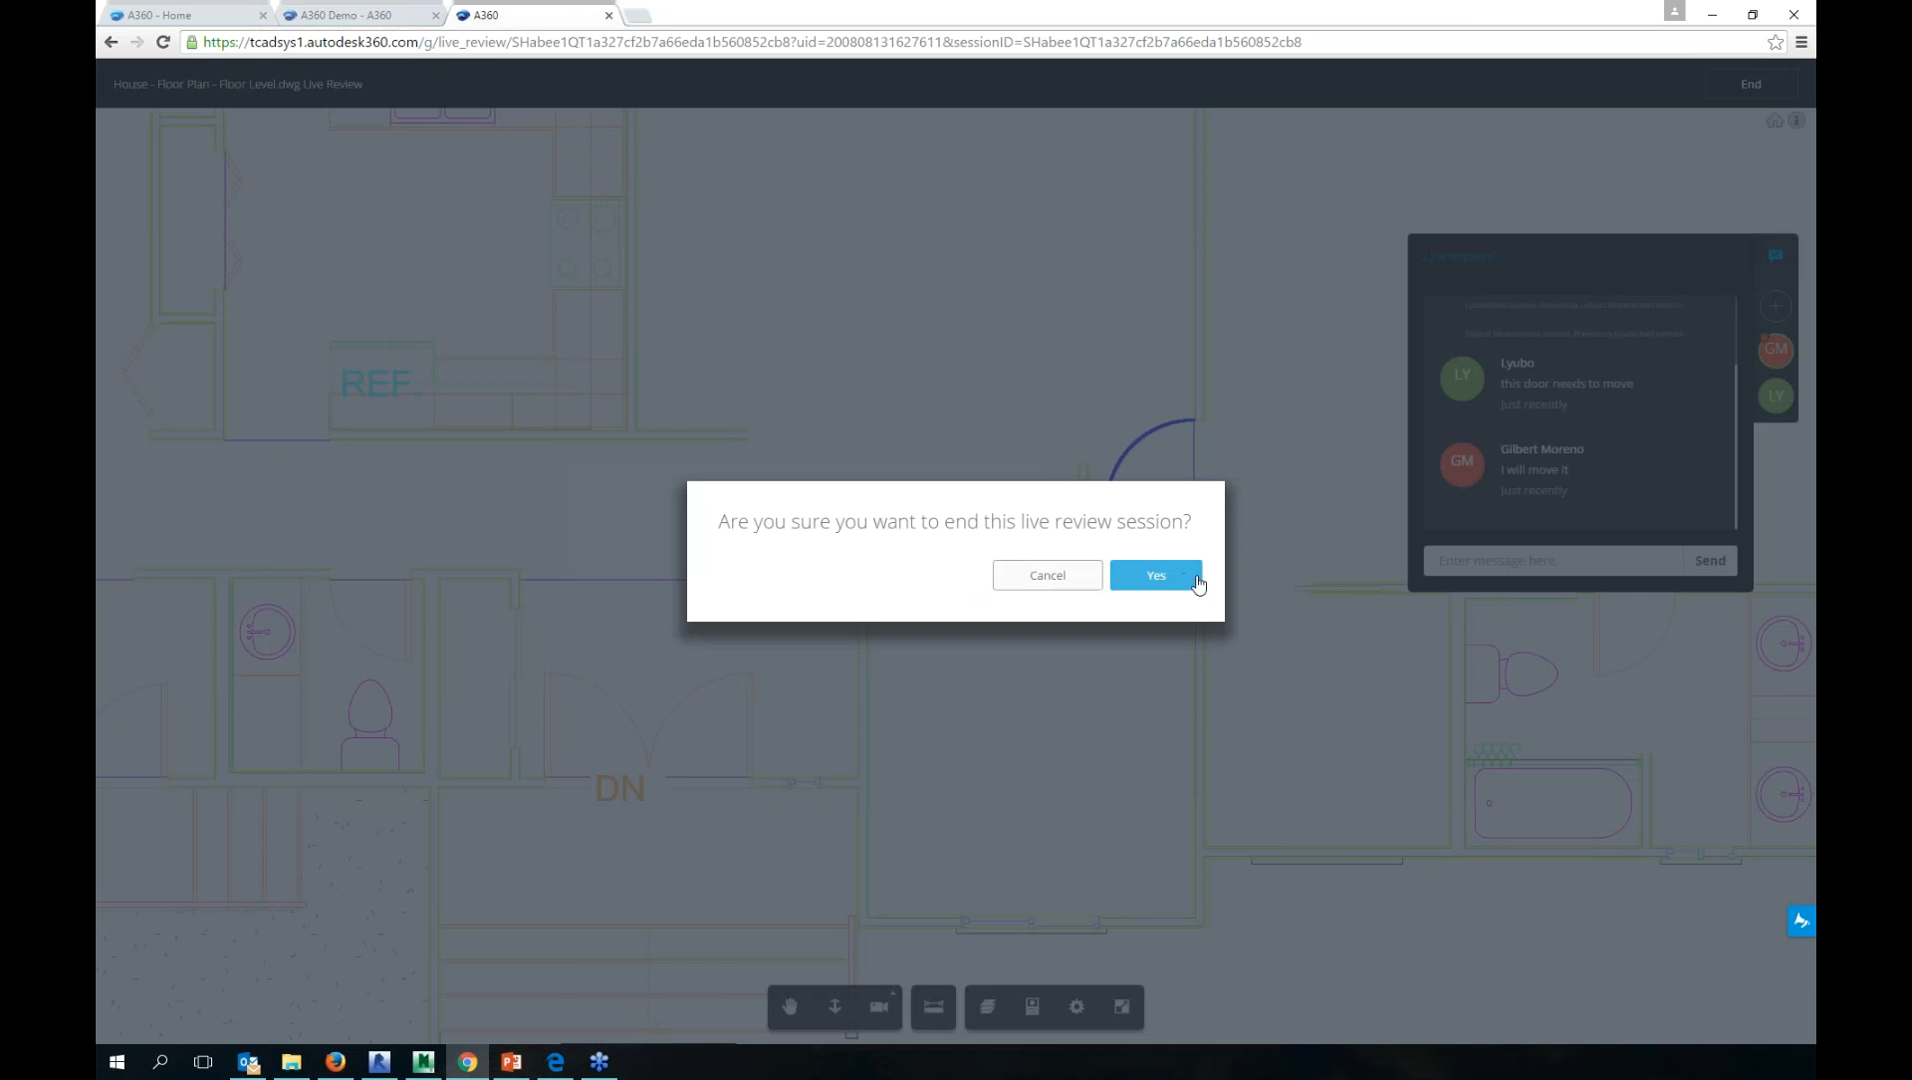 A360 - Home
A360 Demo - A360
A360
https://tcadsys1.autodesk360.com/g/live_review/SHabee1QT1a327cf2b7a66eda1b560852cb8?uid=200808131627611&sessionID=SHabee1QT1a327cf2b7a66eda1b560852cb8
House - Floor Plan - Floor Level.dwg Live Review
End
REF.
LY
Lyubo
this door needs to move
Just recently
GM
Gilbert Moreno
I will move it
Just recently
GM
LY
Enter message here.
Send
Are you sure you want to end this live review session?
Cancel
Yes
DN